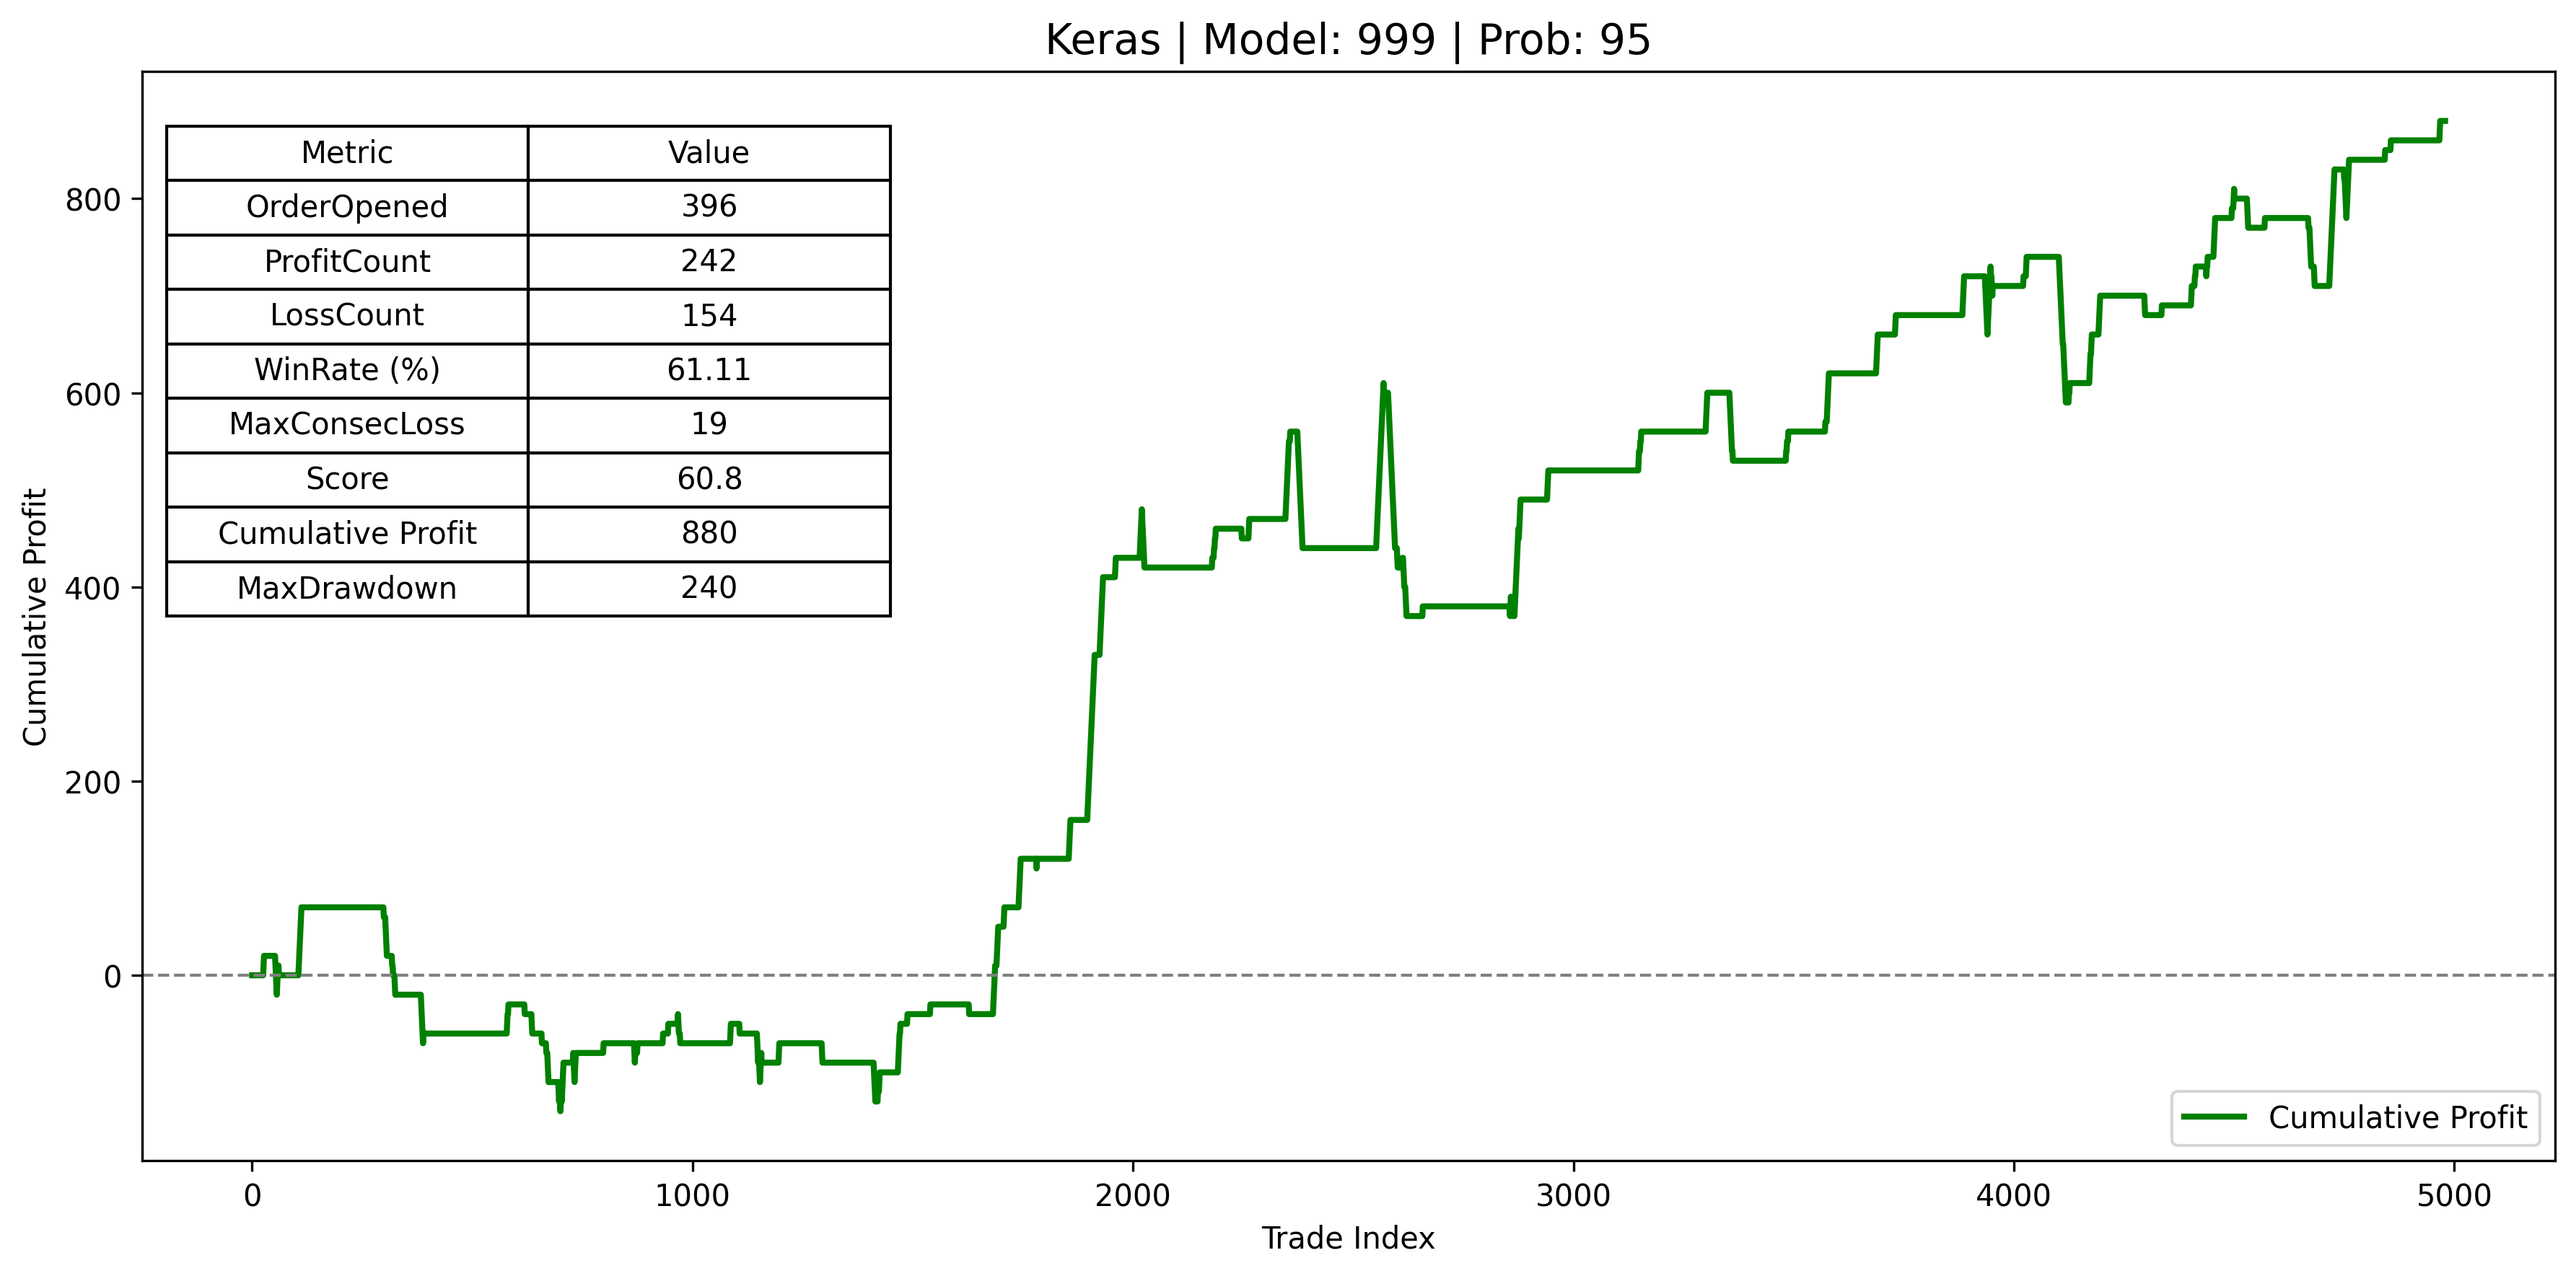 Keras | Model: 999 | Prob: 95
Metric Value
OrderOpened 396
ProfitCount 242
LossCount 154
WinRate (%) 61.11
MaxConsecLoss 19
Score 60.8
Cumulative Profit 880
MaxDrawdown 240
Cumulative Profit
800
600
400
200
0
0 1000 2000 3000 4000 5000
Trade Index
Cumulative Profit